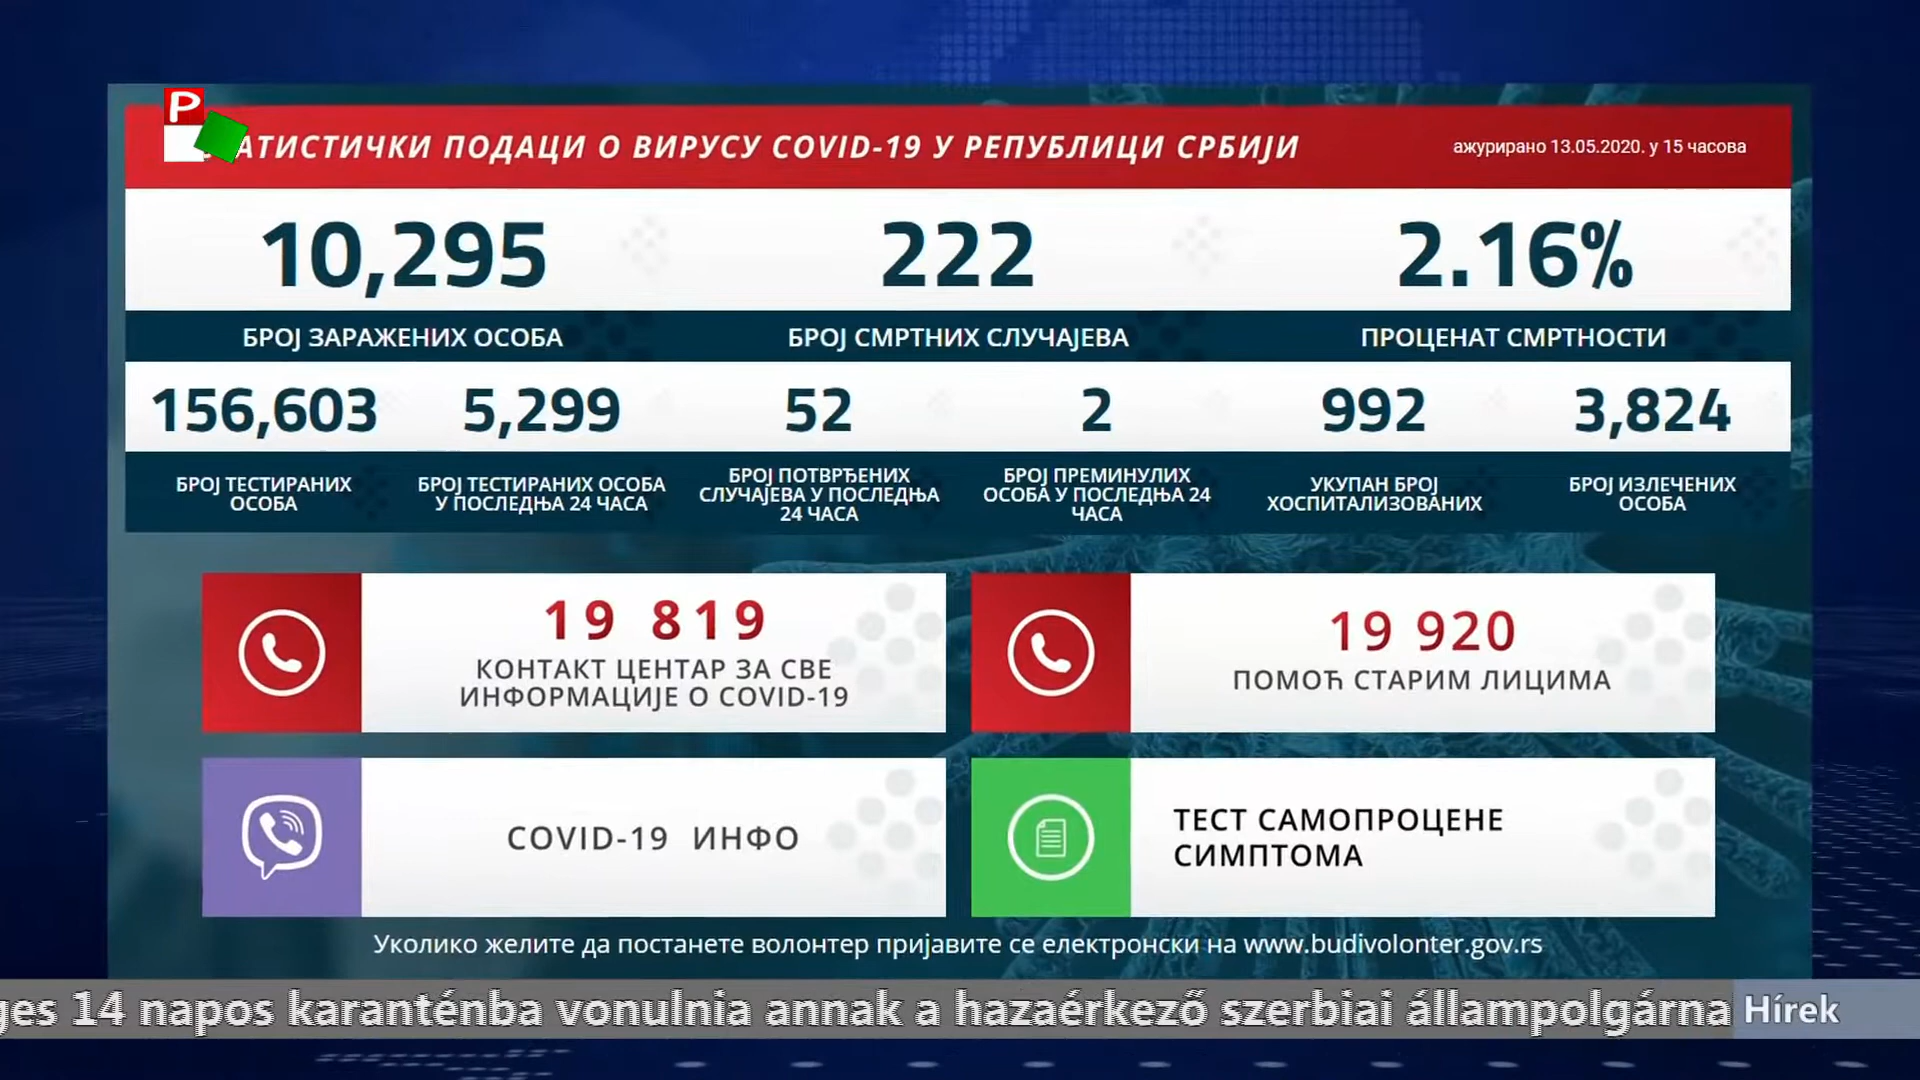 P
СТАТИСТИЧКИ ПОДАЦИ О ВИРУСУ COVID-19 У РЕПУБЛИЦИ СРБИЈИ
ажурирано 13.05.2020. у 15 часова
10,295
222
2.16%
БРОЈ ЗАРАЖЕНИХ ОСОБА
БРОЈ СМРТНИХ СЛУЧАЈЕВА
ПРОЦЕНАТ СМРТНОСТИ
156,603
5,299
52
2
992
3,824
БРОЈ ТЕСТИРАНИХ
ОСОБА
БРОЈ ТЕСТИРАНИХ ОСОБА
У ПОСЛЕДЊА 24 ЧАСА
БРОЈ ПОТВРЂЕНИХ
СЛУЧАЈЕВА У ПОСЛЕДЊА
24 ЧАСА
БРОЈ ПРЕМИНУЛИХ
ОСОБА У ПОСЛЕДЊА 24
ЧАСА
УКУПАН БРОЈ
ХОСПИТАЛИЗОВАНИХ
БРОЈ ИЗЛЕЧЕНИХ
ОСОБА
19 819
КОНТАКТ ЦЕНТАР ЗА СВЕ
ИНФОРМАЦИЈЕ О COVID-19
19 920
ПОМОЋ СТАРИМ ЛИЦИМА
COVID-19 ИНФО
ТЕСТ САМОПРОЦЕНЕ
СИМПТОМА
Уколико желите да постанете волонтер пријавите се електронски на www.budivolonter.gov.rs
ges 14 napos karanténba vonulnia annak a hazaérkező szerbiai állampolgárna
Hírek